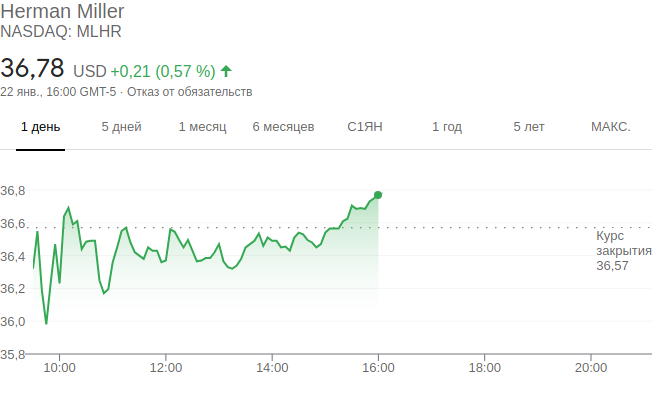 Herman Miller
NASDAQ: MLHR
36,78 USD +0,21 (0,57 %)
22 янв., 16:00 GMT-5 · Отказ от обязательств
1 день 5 дней 1 месяц 6 месяцев С1ЯН 1 год 5 лет МАКС.
36,8
36,6
Курс
закрытия
36,57
36,4
36,2
36,0
35,8
10:00 12:00 14:00 16:00 18:00 20:00